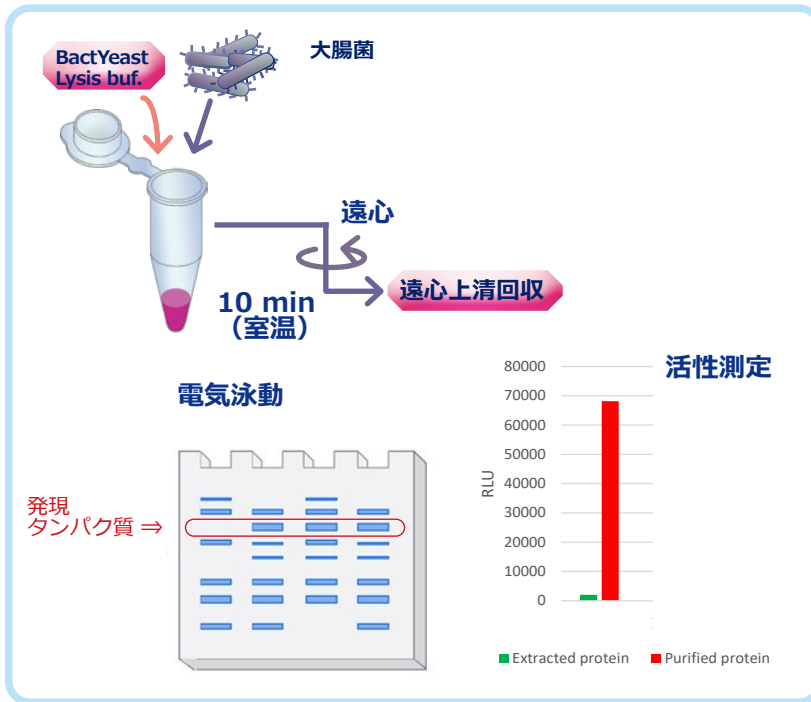 BactYeast
Lysis buf.
大腸菌
遠心
遠心上清回収
10 min
（室温）
電気泳動
発現
タンパク質 ⇒
活性測定
80000
70000
60000
50000
40000
30000
20000
10000
0
RLU
Extracted protein
Purified protein